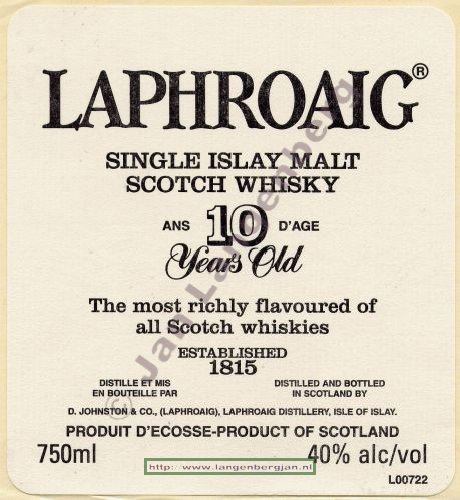 LAPHROAIG®
SINGLE ISLAY MALT
SCOTCH WHISKY
ANS 10 D'AGE
Years Old
The most richly flavoured of
all Scotch whiskies
ESTABLISHED
1815
DISTILLE ET MIS
EN BOUTEILLE PAR
DISTILLED AND BOTTLED
IN SCOTLAND BY
D. JOHNSTON & CO., (LAPHROAIG), LAPHROAIG DISTILLERY, ISLE OF ISLAY.
PRODUIT D'ECOSSE-PRODUCT OF SCOTLAND
750ml
40% alc/vol
http: www.langenbergjan.nl
L00722
© Jan Langenberg